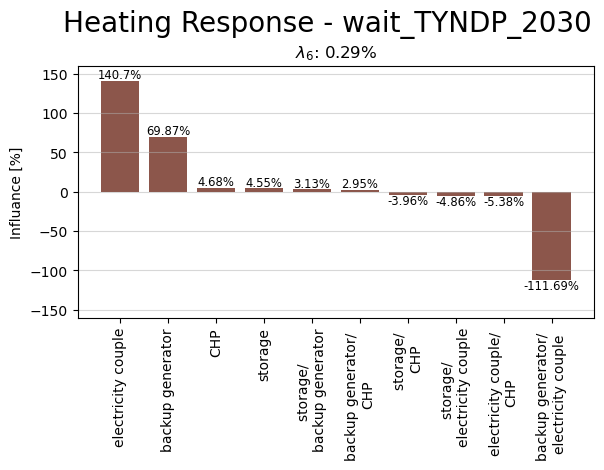 Heating Response - wait_TYNDP_2030
λ6: 0.29%
Influance [%]
150
100
50
0
−50
−100
−150
140.7%
69.87%
4.68%
4.55%
3.13%
2.95%
-3.96%
-4.86%
-5.38%
-111.69%
electricity couple
backup generator
CHP
storage
storage/
backup generator
backup generator/
CHP
storage/
CHP
storage/
electricity couple
electricity couple/
CHP
backup generator/
electricity couple